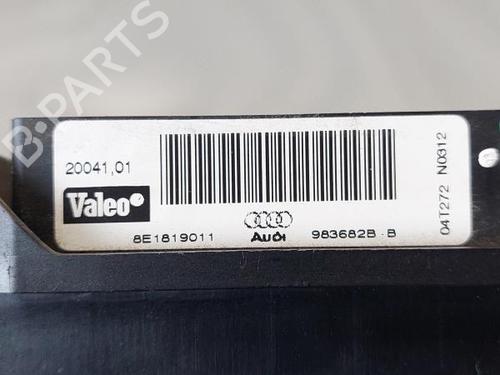 B-PARTS
20041,01
Valeo
8E1819011
Audi
983682B-B
04T272 N0312